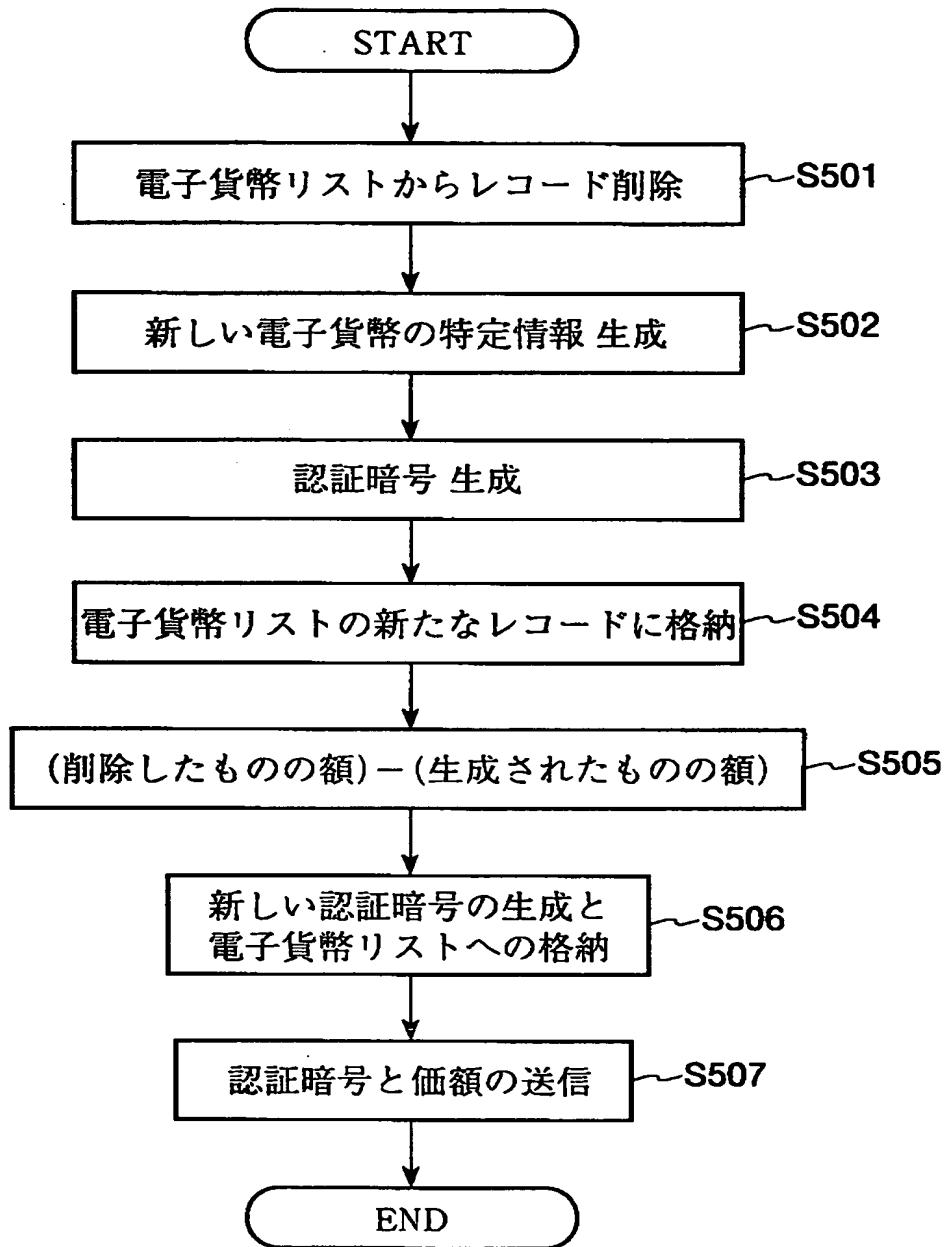 START
電子貨幣リストからレコード削除
S501
新しい電子貨幣の特定情報 生成
S502
認証暗号 生成
S503
電子貨幣リストの新たなレコードに格納
S504
(削除したものの額)－(生成されたものの額)
S505
新しい認証暗号の生成と
電子貨幣リストへの格納
S506
認証暗号と価額の送信
S507
END